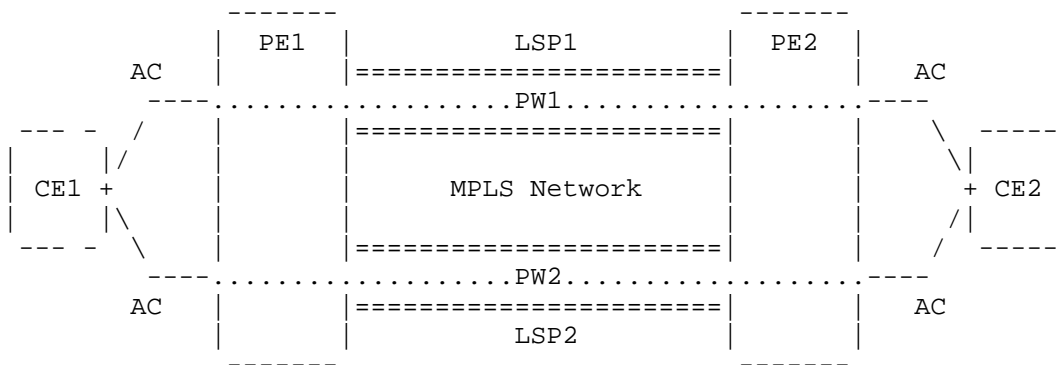 PE1 LSP1 PE2
AC AC
PW1
CE1 MPLS Network CE2
PW2
AC AC
LSP2